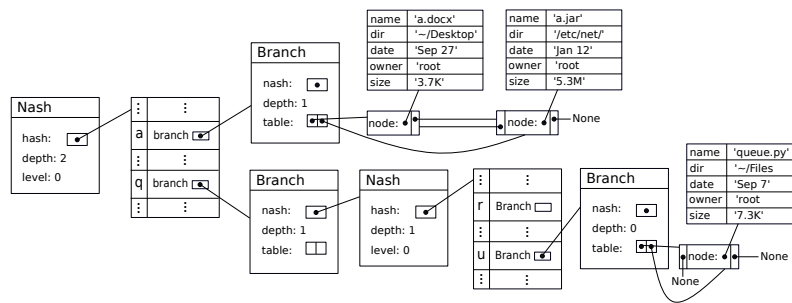 Nash
hash:
depth: 2
level: 0
⋮ ⋮
a branch
⋮ ⋮
q branch
⋮ ⋮
Branch
nash:
depth: 1
table:
name 'a.docx'
dir '~/Desktop'
date 'Sep 27'
owner 'root
size '3.7K'
node:
name 'a.jar'
dir '/etc/net/'
date 'Jan 12'
owner 'root
size '5.3M'
node:
None
Branch
nash:
depth: 1
table:
Nash
hash:
depth: 1
level: 0
⋮ ⋮
r Branch
⋮ ⋮
u Branch
⋮ ⋮
Branch
nash:
depth: 0
table:
name 'queue.py'
dir '~/Files
date 'Sep 7'
owner 'root
size '7.3K'
node:
None
None